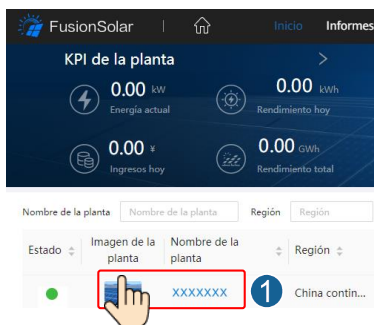 FusionSolar Inicio Informes
KPI de la planta >
0.00 kW 0.00 kWh
Energía actual Rendimiento hoy
0.00 ¥ 0.00 GWh
Ingresos hoy Rendimiento total
Nombre de la planta Nombre de la planta Región Región
Estado Imagen de la planta Nombre de la planta Región
XXXXXXX 1 China contin...